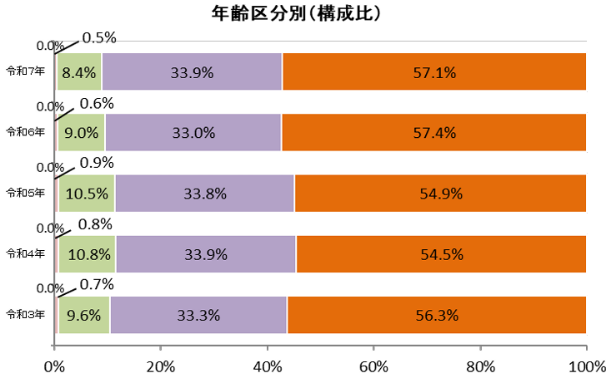 年齢区分別(構成比)
0.0% 0.5%
令和7年 8.4% 33.9% 57.1%
0.0% 0.6%
令和6年 9.0% 33.0% 57.4%
0.0% 0.9%
令和5年 10.5% 33.8% 54.9%
0.0% 0.8%
令和4年 10.8% 33.9% 54.5%
0.0% 0.7%
令和3年 9.6% 33.3% 56.3%
0% 20% 40% 60% 80% 100%